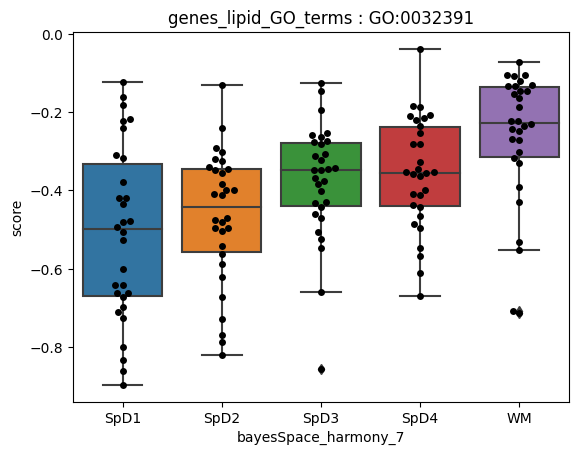 genes_lipid_GO_terms : GO:0032391
0.0
−0.2
−0.4
−0.6
−0.8
score
SpD1 SpD2 SpD3 SpD4 WM
bayesSpace_harmony_7